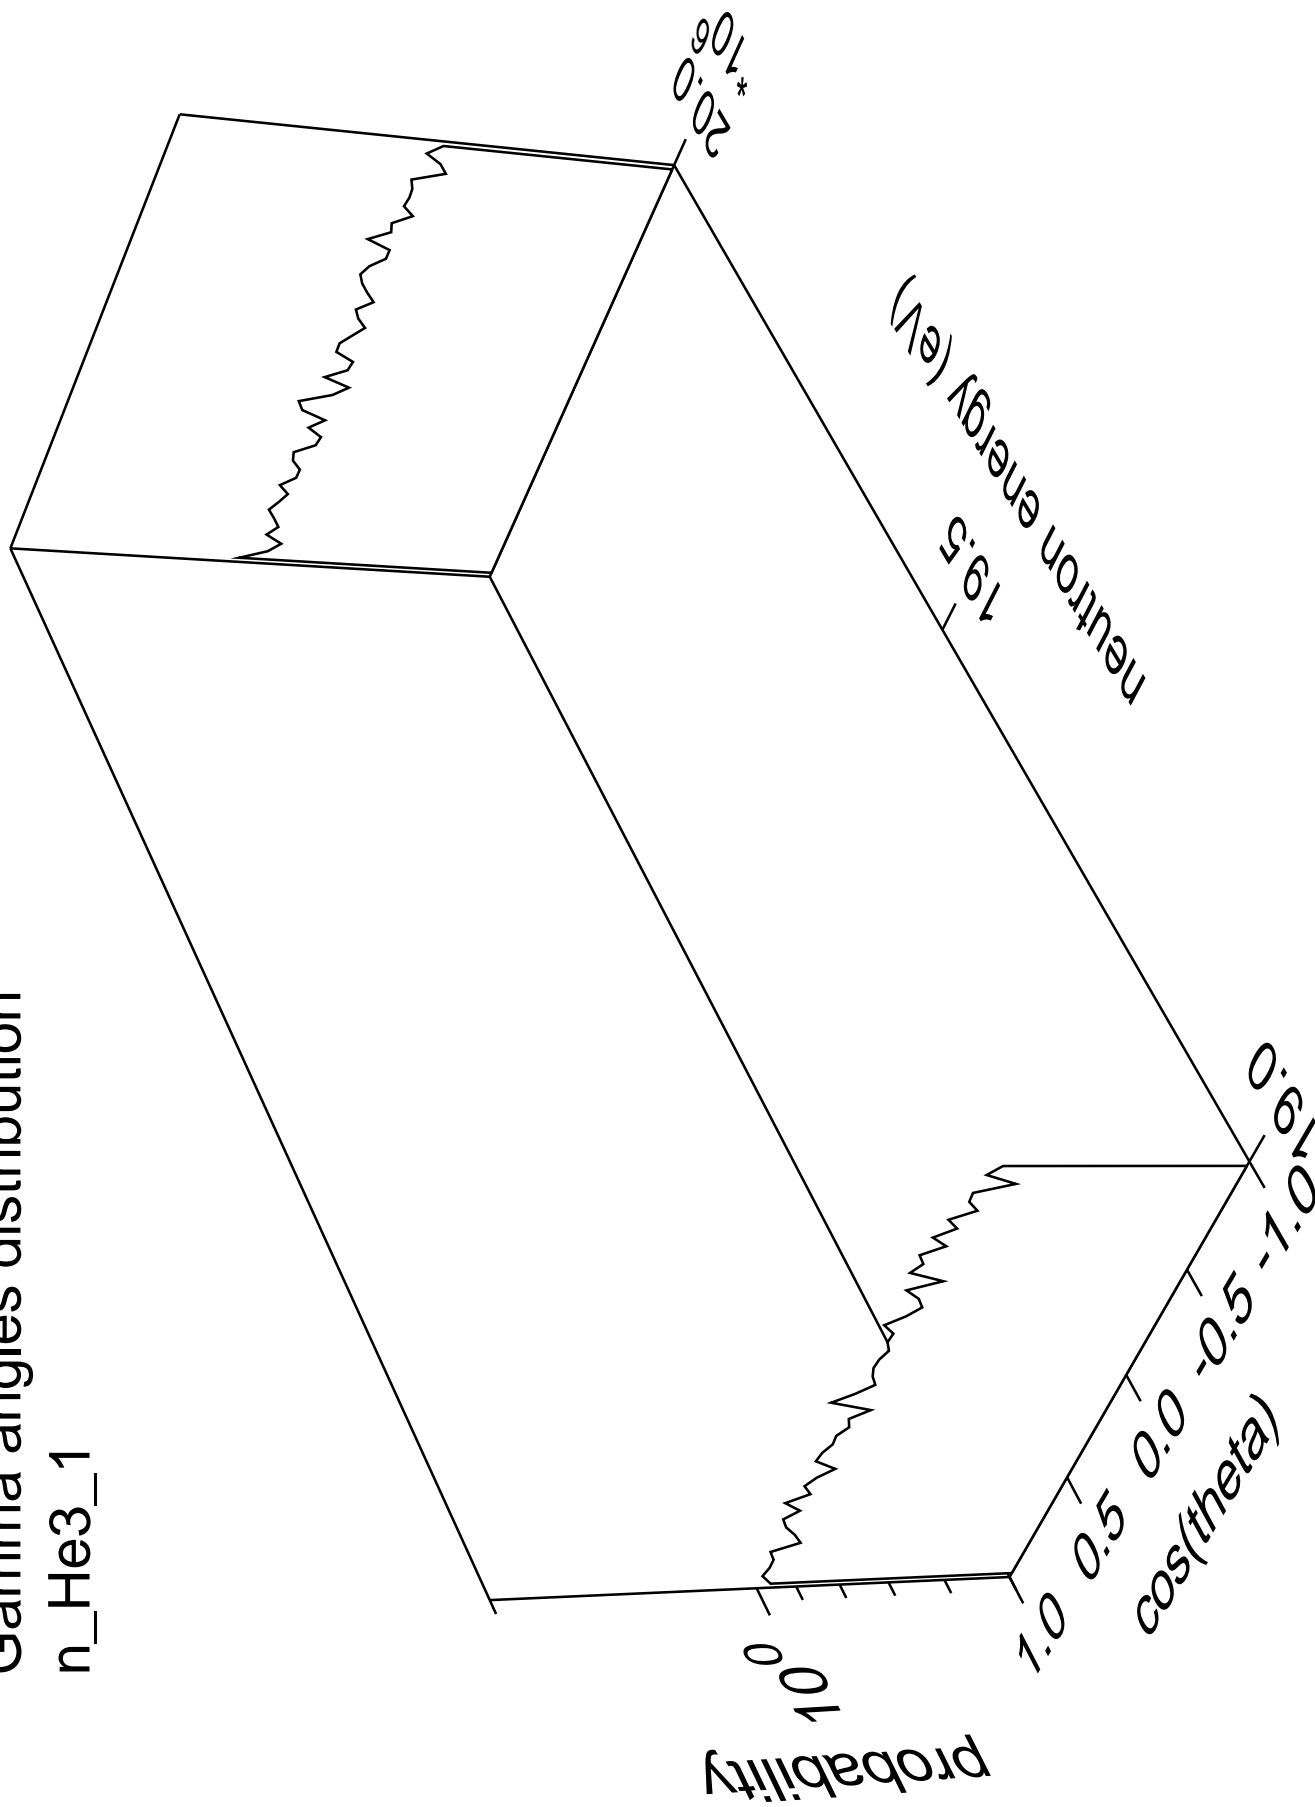 Gamma angles distribution
n_He3_1
probability
10^0
1.0
0.5
0.0
-0.5
-1.0
cos(theta)
19.0
19.5
20.0
*10^6
neutron energy (eV)